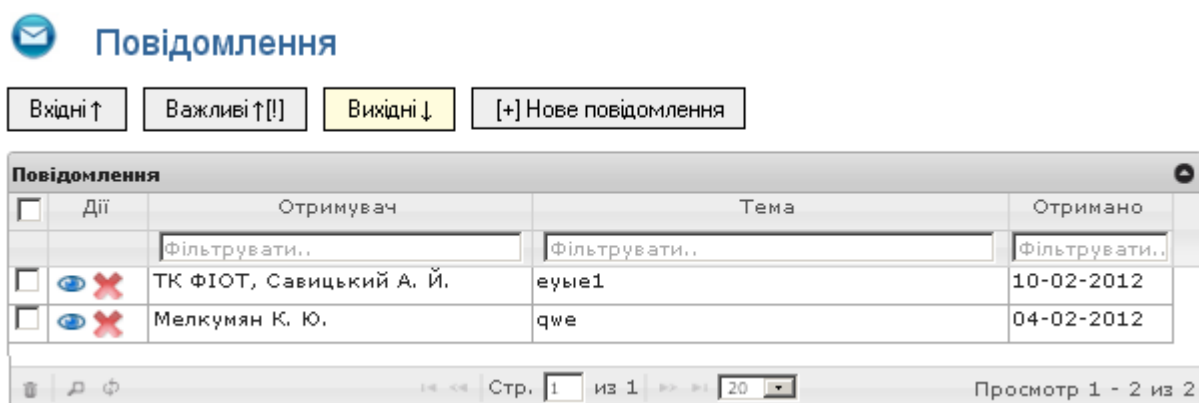 Повідомлення
Вхідні↑ Важливі↑[!] Вихідні↓ [+] Нове повідомлення
Повідомлення
Дії Отримувач Тема Отримано
Фільтрувати.. Фільтрувати.. Фільтрувати..
ТК ФІОТ, Савицький А. Й. еуые1 10-02-2012
Мелкумян К. Ю. qwe 04-02-2012
Стр. 1 из 1 20 Просмотр 1 - 2 из 2